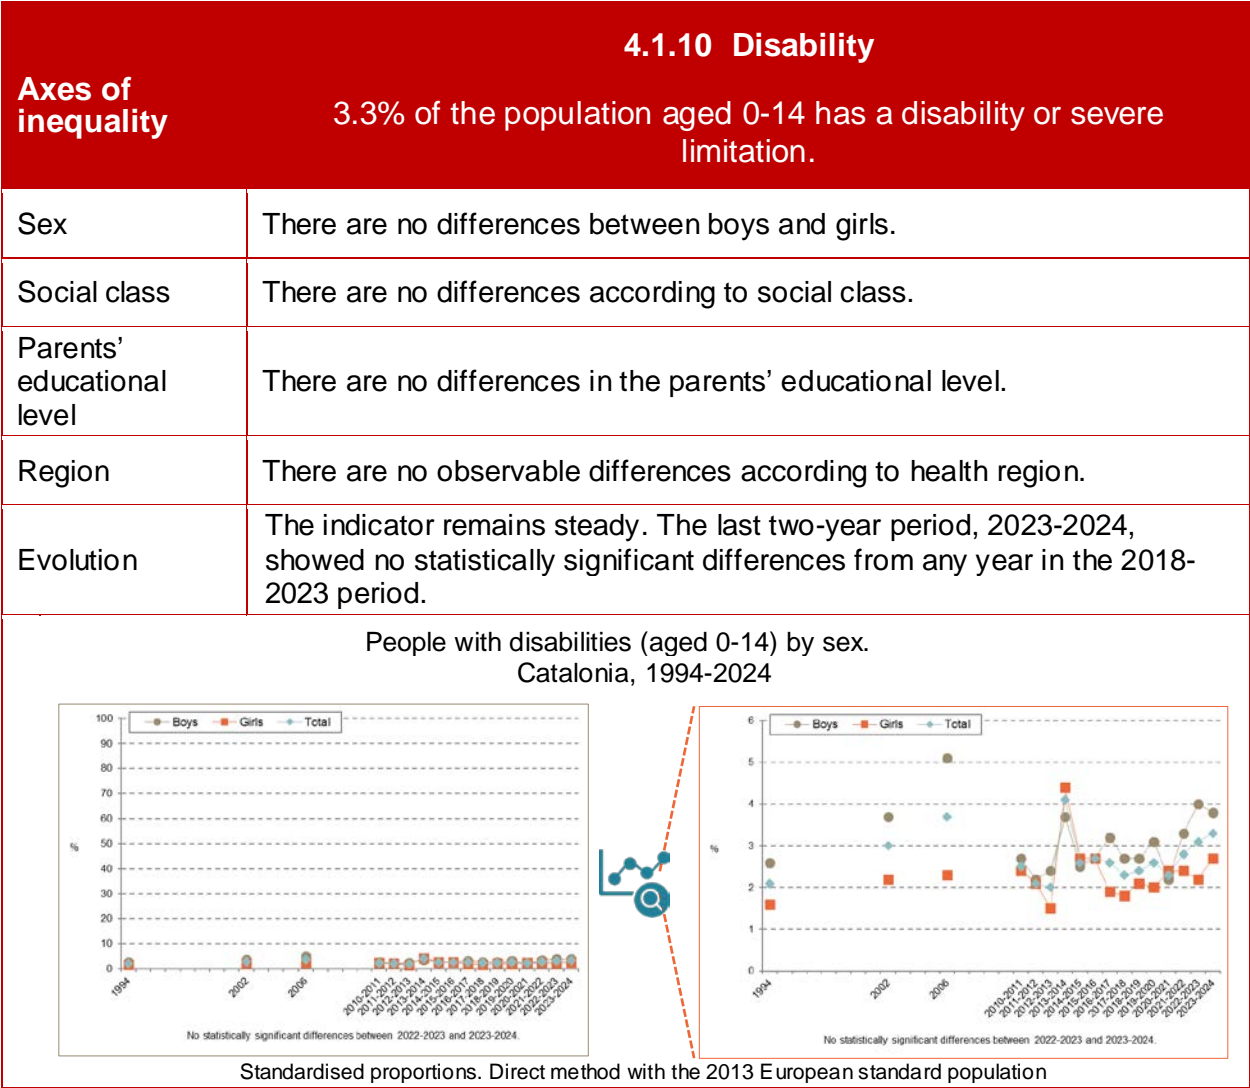 4.1.10 Disability
Axes of
inequality
3.3% of the population aged 0-14 has a disability or severe
limitation.
Sex
There are no differences between boys and girls.
Social class
There are no differences according to social class.
Parents’
educational
level
There are no differences in the parents’ educational level.
Region
There are no observable differences according to health region.
Evolution
The indicator remains steady. The last two-year period, 2023-2024,
showed no statistically significant differences from any year in the 2018-
2023 period.
People with disabilities (aged 0-14) by sex.
Catalonia, 1994-2024
Boys Girls Total
100
90
80
70
60
50
40
30
20
10
0
%
1994
2002
2006
2010-2011
2011-2012
2012-2013
2013-2014
2014-2015
2015-2016
2016-2017
2017-2018
2018-2019
2019-2020
2020-2021
2021-2022
2022-2023
2023-2024
No statistically significant differences between 2022-2023 and 2023-2024.
Boys Girls Total
6
5
4
3
2
1
0
%
1994
2002
2006
2010-2011
2011-2012
2012-2013
2013-2014
2014-2015
2015-2016
2016-2017
2017-2018
2018-2019
2019-2020
2020-2021
2021-2022
2022-2023
2023-2024
No statistically significant differences between 2022-2023 and 2023-2024.
Standardised proportions. Direct method with the 2013 European standard population